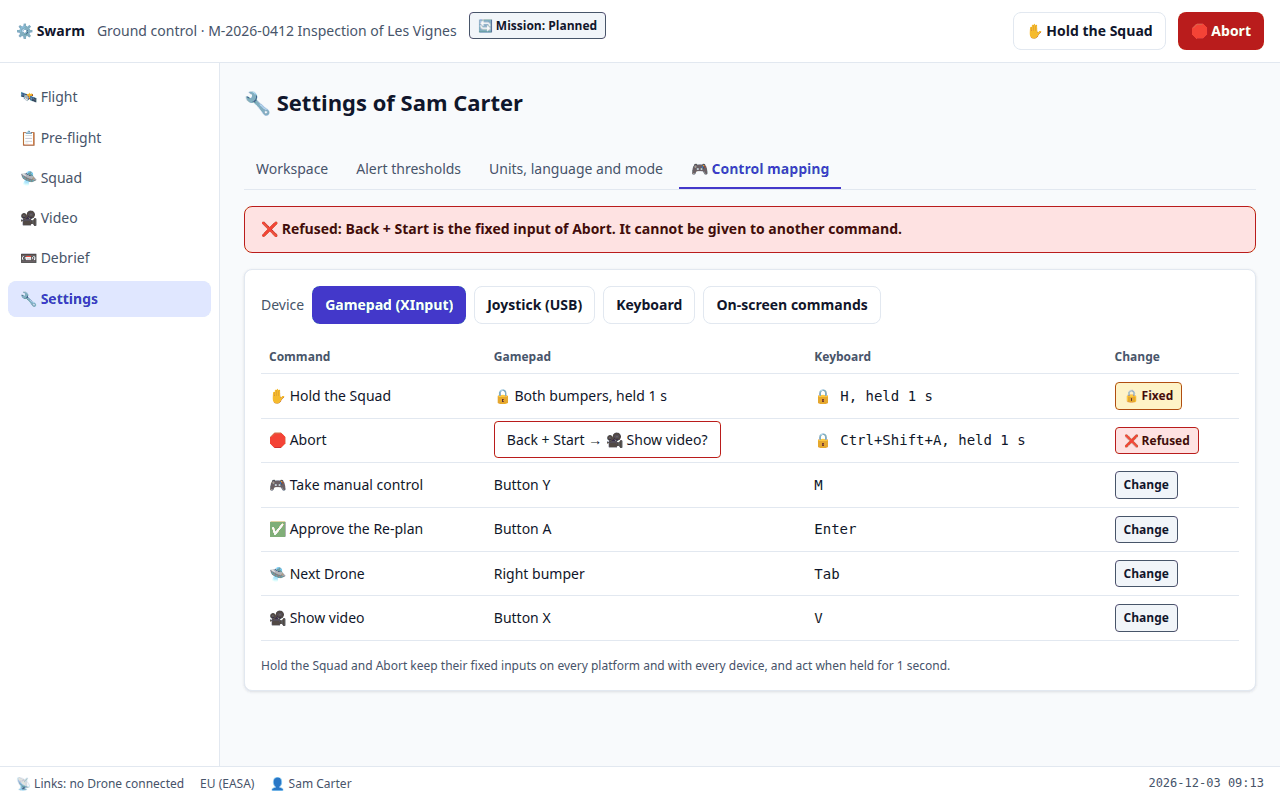 ⚙️ Swarm Ground control · M-2026-0412 Inspection of Les Vignes 🔄 Mission: Planned ✋ Hold the Squad 🛑 Abort
🛰️ Flight
📋 Pre-flight
🛸 Squad
🎥 Video
📼 Debrief
🔧 Settings
🔧 Settings of Sam Carter
Workspace Alert thresholds Units, language and mode 🎮 Control mapping
❌ Refused: Back + Start is the fixed input of Abort. It cannot be given to another command.
Device Gamepad (XInput) Joystick (USB) Keyboard On-screen commands
Command Gamepad Keyboard Change
✋ Hold the Squad 🔒 Both bumpers, held 1 s 🔒 H, held 1 s 🔒 Fixed
🛑 Abort Back + Start → 🎥 Show video? 🔒 Ctrl+Shift+A, held 1 s ❌ Refused
🎮 Take manual control Button Y M Change
✅ Approve the Re-plan Button A Enter Change
🛸 Next Drone Right bumper Tab Change
🎥 Show video Button X V Change
Hold the Squad and Abort keep their fixed inputs on every platform and with every device, and act when held for 1 second.
📡 Links: no Drone connected EU (EASA) 👤 Sam Carter 2026-12-03 09:13